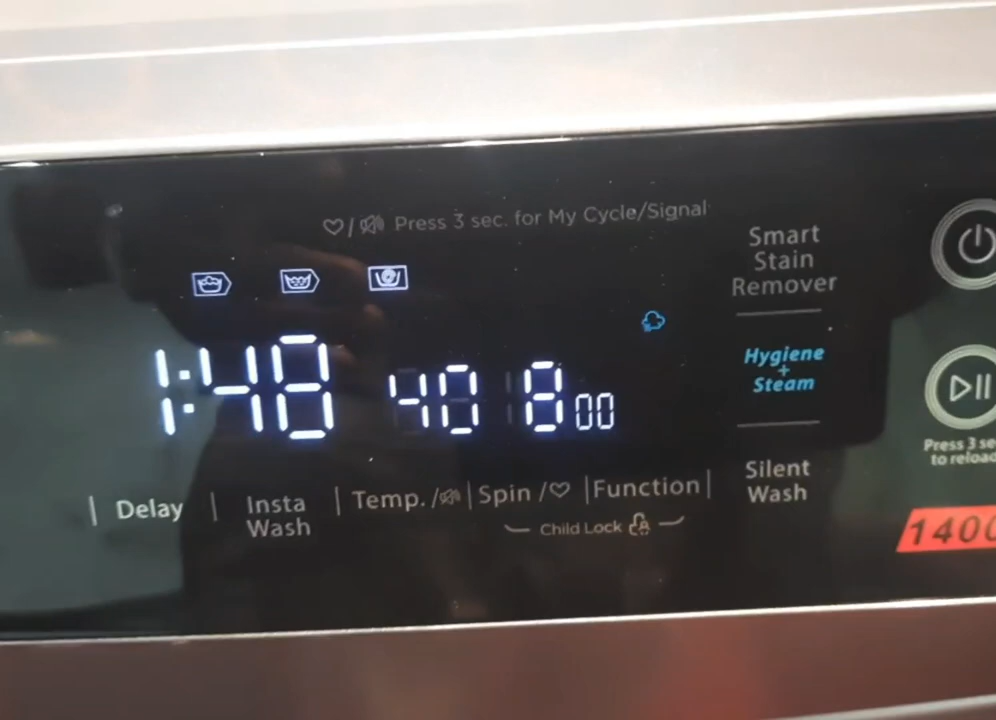 Press 3 sec. for My Cycle/Signal
Smart
Stain
Remover
1:48 40 800
Hygiene
+
Steam
Press 3 se
to reload
Delay | Insta Wash | Temp./ | Spin / | Function |
Silent
Wash
Child Lock
1400